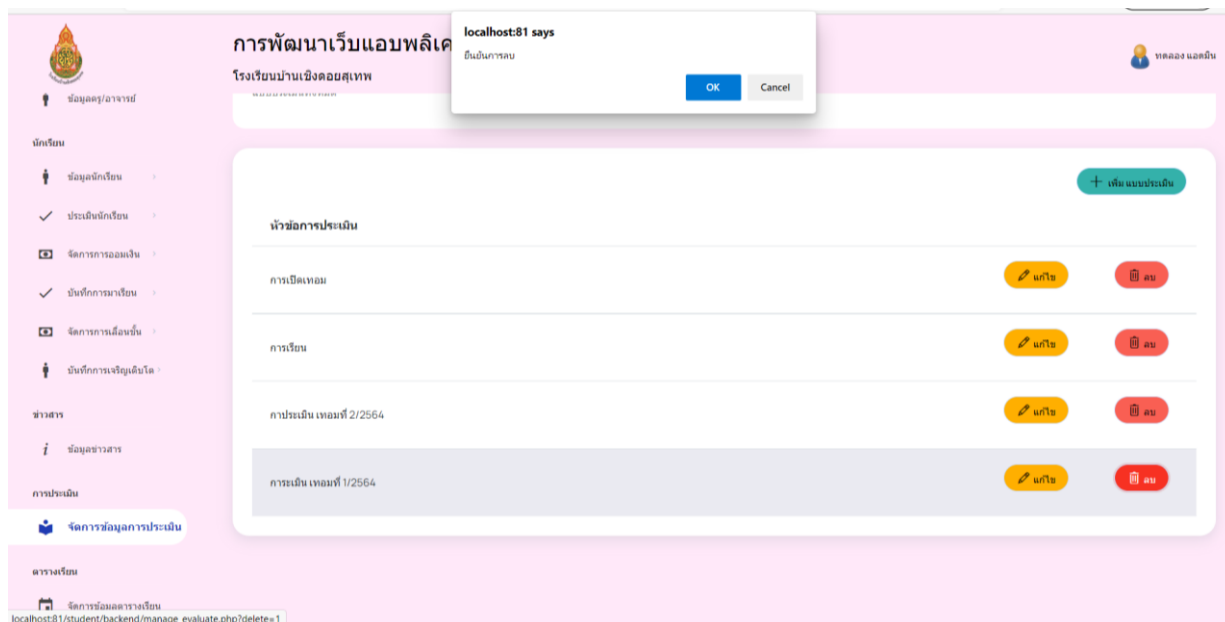 localhost:81 says
ยืนยันการลบ
OK
Cancel
การพัฒนาเว็บแอบพลิเค
โรงเรียนบ้านเชิงดอยสุเทพ
ทดลอง แอดมิน
ข้อมูลครู/อาจารย์
นักเรียน
ข้อมูลนักเรียน
ประเมินนักเรียน
จัดการการออมเงิน
บันทึกการมาเรียน
จัดการการเลื่อนชั้น
บันทึกการเจริญเติบโต
ข่าวสาร
ข้อมูลข่าวสาร
การประเมิน
จัดการข้อมูลการประเมิน
ตารางเรียน
จัดการข้อมูลตารางเรียน
เพิ่ม แบบประเมิน
หัวข้อการประเมิน
การเปิดเทอม
แก้ไข
ลบ
การเรียน
แก้ไข
ลบ
กาประเมิน เทอมที่ 2/2564
แก้ไข
ลบ
การะเมิน เทอมที่ 1/2564
แก้ไข
ลบ
localhost:81/student/backend/manage_evaluate.php?delete=1